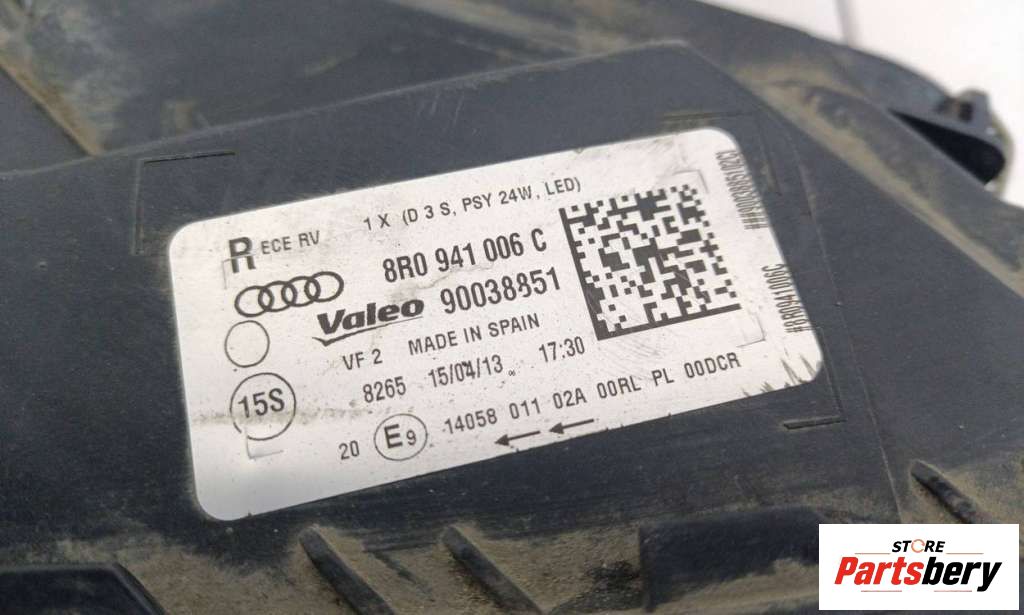 R ECE RV 1 X (D 3 S, PSY 24W, LED)
8R0 941 006 C
Valeo 90038851
VF 2 MADE IN SPAIN
15S 8265 15/04/13 17:30
20 E9 14058 011 02A 00RL PL 00DCR
STORE
Partsbery